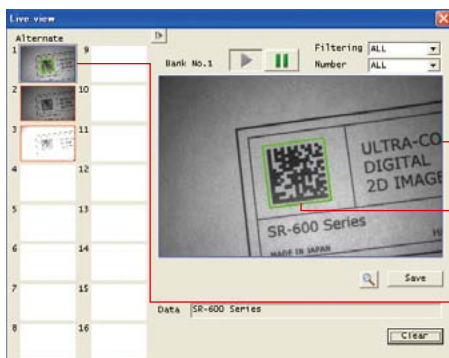 Live view
Alternate
1
2
3
4
5
6
7
8
9
10
11
12
13
14
15
16
Bank No.1
Filtering ALL
Number ALL
ULTRA-CO
DIGITAL
2D IMAGE
SR-600 Series
MADE IN JAPAN
Save
Data SR-600 Series
Clear